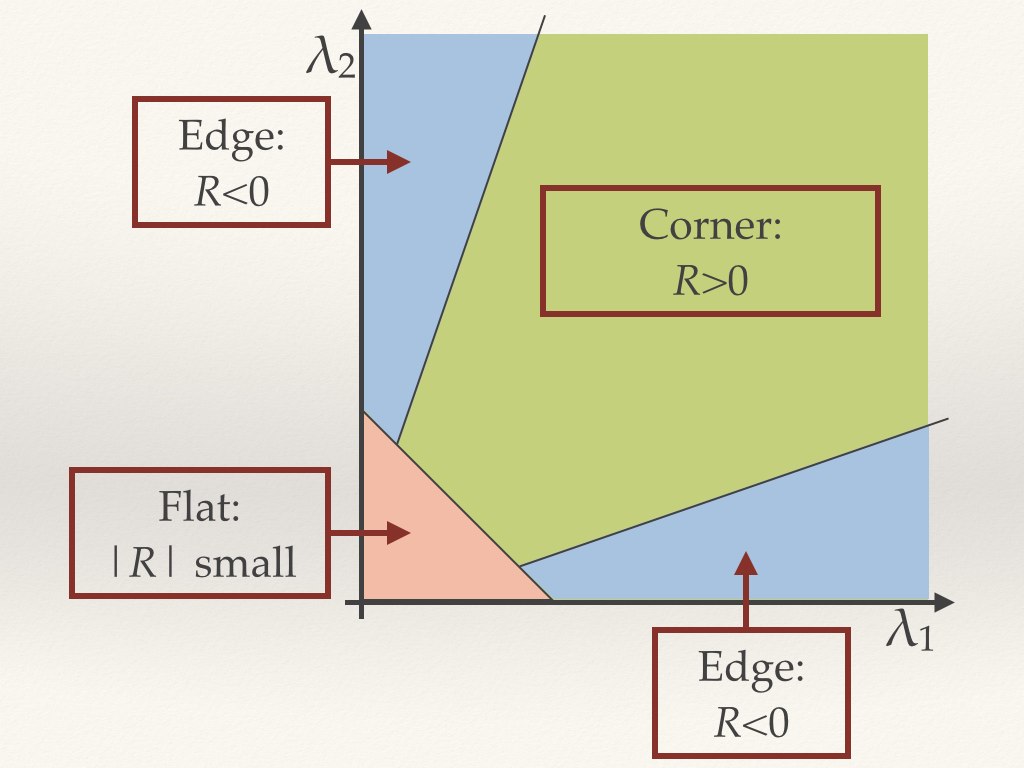 λ₂
Edge:
R<0
Corner:
R>0
Flat:
|R| small
λ₁
Edge:
R<0